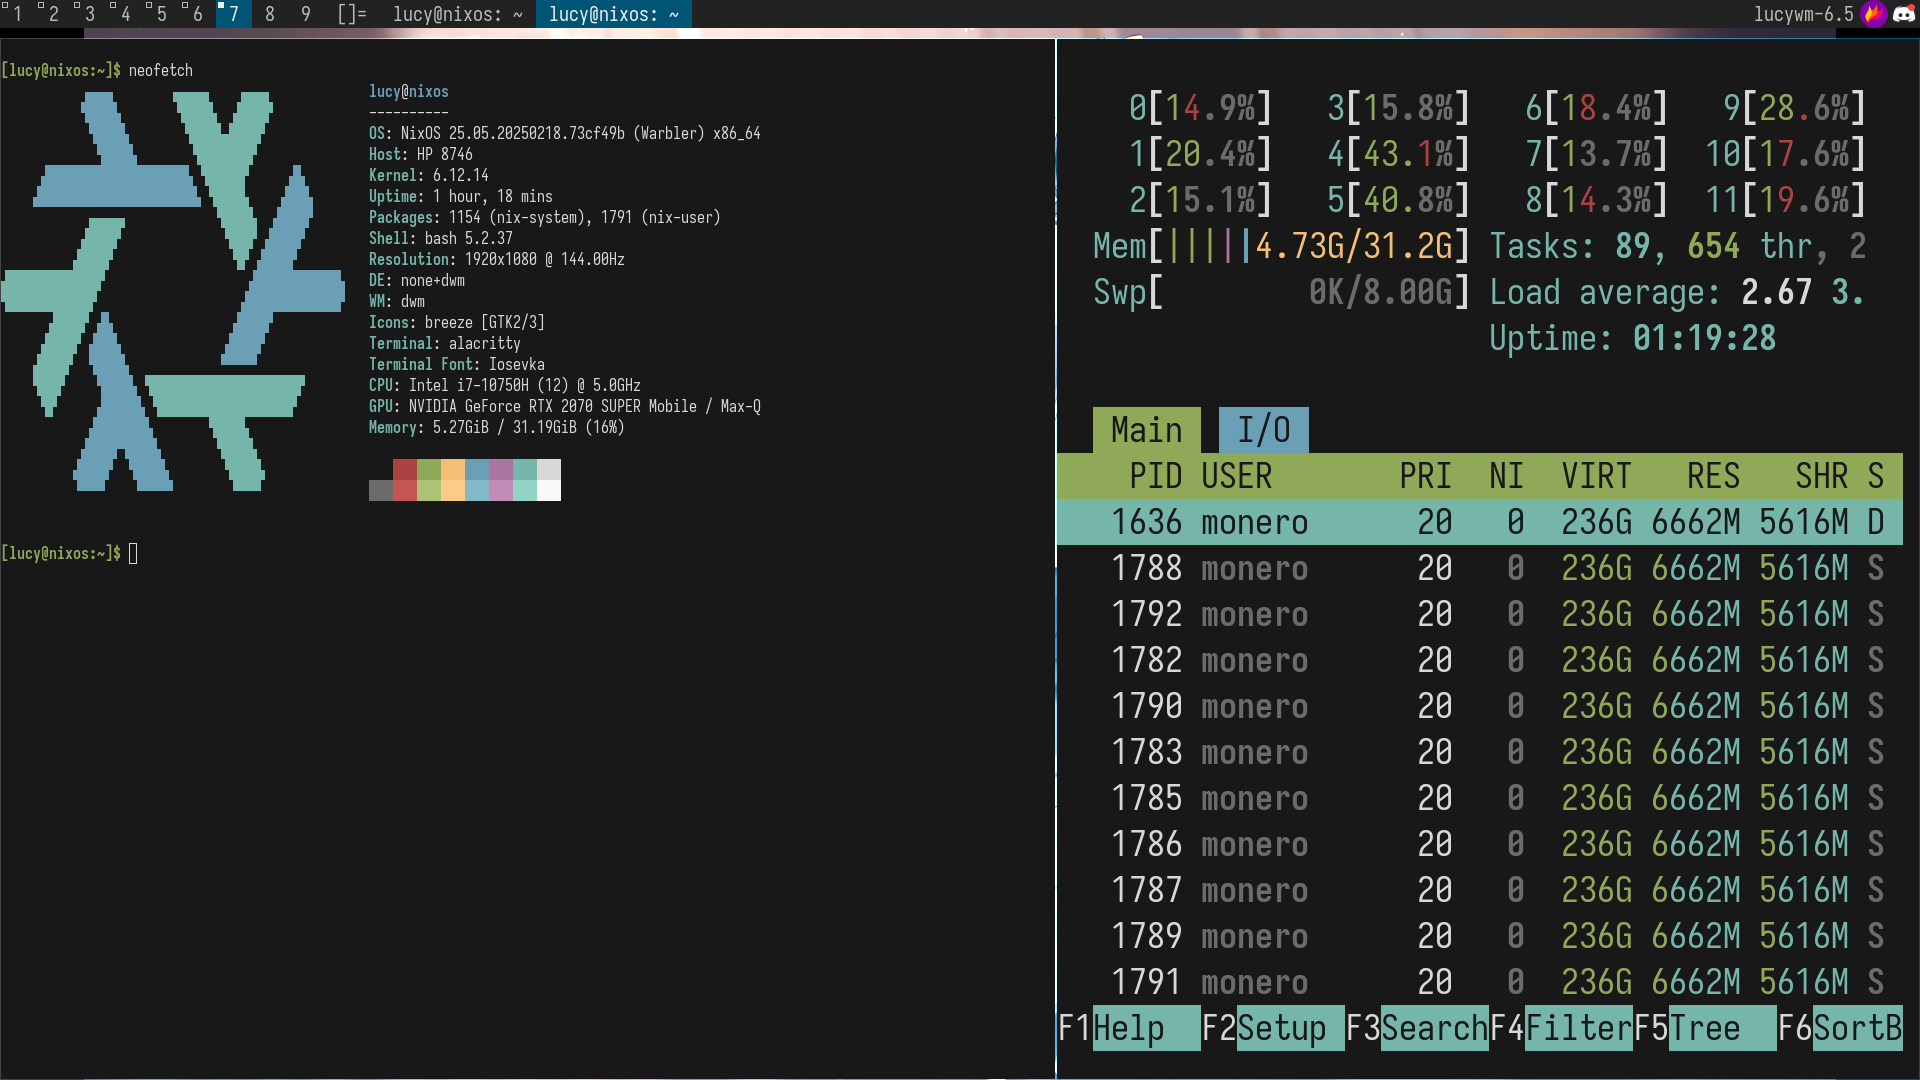 1 2 3 4 5 6 7 8 9 []= lucy@nixos: ~ lucy@nixos: ~ lucywm-6.5
[lucy@nixos:~]$ neofetch
lucy@nixos
----------
OS: NixOS 25.05.20250218.73cf49b (Warbler) x86_64
Host: HP 8746
Kernel: 6.12.14
Uptime: 1 hour, 18 mins
Packages: 1154 (nix-system), 1791 (nix-user)
Shell: bash 5.2.37
Resolution: 1920x1080 @ 144.00Hz
DE: none+dwm
WM: dwm
Icons: breeze [GTK2/3]
Terminal: alacritty
Terminal Font: Iosevka
CPU: Intel i7-10750H (12) @ 5.0GHz
GPU: NVIDIA GeForce RTX 2070 SUPER Mobile / Max-Q
Memory: 5.27GiB / 31.19GiB (16%)
[lucy@nixos:~]$
0[14.9%] 3[15.8%] 6[18.4%] 9[28.6%]
1[20.4%] 4[43.1%] 7[13.7%] 10[17.6%]
2[15.1%] 5[40.8%] 8[14.3%] 11[19.6%]
Mem[|||||4.73G/31.2G] Tasks: 89, 654 thr, 2
Swp[ 0K/8.00G] Load average: 2.67 3.
Uptime: 01:19:28
Main I/O
PID USER PRI NI VIRT RES SHR S
1636 monero 20 0 236G 6662M 5616M D
1788 monero 20 0 236G 6662M 5616M S
1792 monero 20 0 236G 6662M 5616M S
1782 monero 20 0 236G 6662M 5616M S
1790 monero 20 0 236G 6662M 5616M S
1783 monero 20 0 236G 6662M 5616M S
1785 monero 20 0 236G 6662M 5616M S
1786 monero 20 0 236G 6662M 5616M S
1787 monero 20 0 236G 6662M 5616M S
1789 monero 20 0 236G 6662M 5616M S
1791 monero 20 0 236G 6662M 5616M S
F1Help F2Setup F3SearchF4FilterF5Tree F6SortB